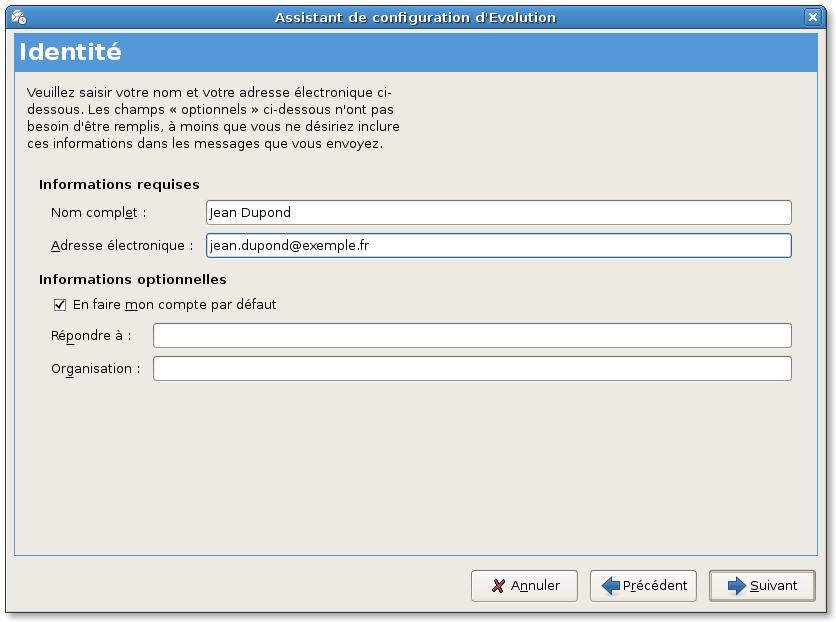 Assistant de configuration d'Evolution
Identité
Veuillez saisir votre nom et votre adresse électronique ci-
dessous. Les champs « optionnels » ci-dessous n'ont pas
besoin d'être remplis, à moins que vous ne désiriez inclure
ces informations dans les messages que vous envoyez.
Informations requises
Nom complet : Jean Dupond
Adresse électronique : jean.dupond@exemple.fr
Informations optionnelles
En faire mon compte par défaut
Répondre à :
Organisation :
Annuler Précédent Suivant